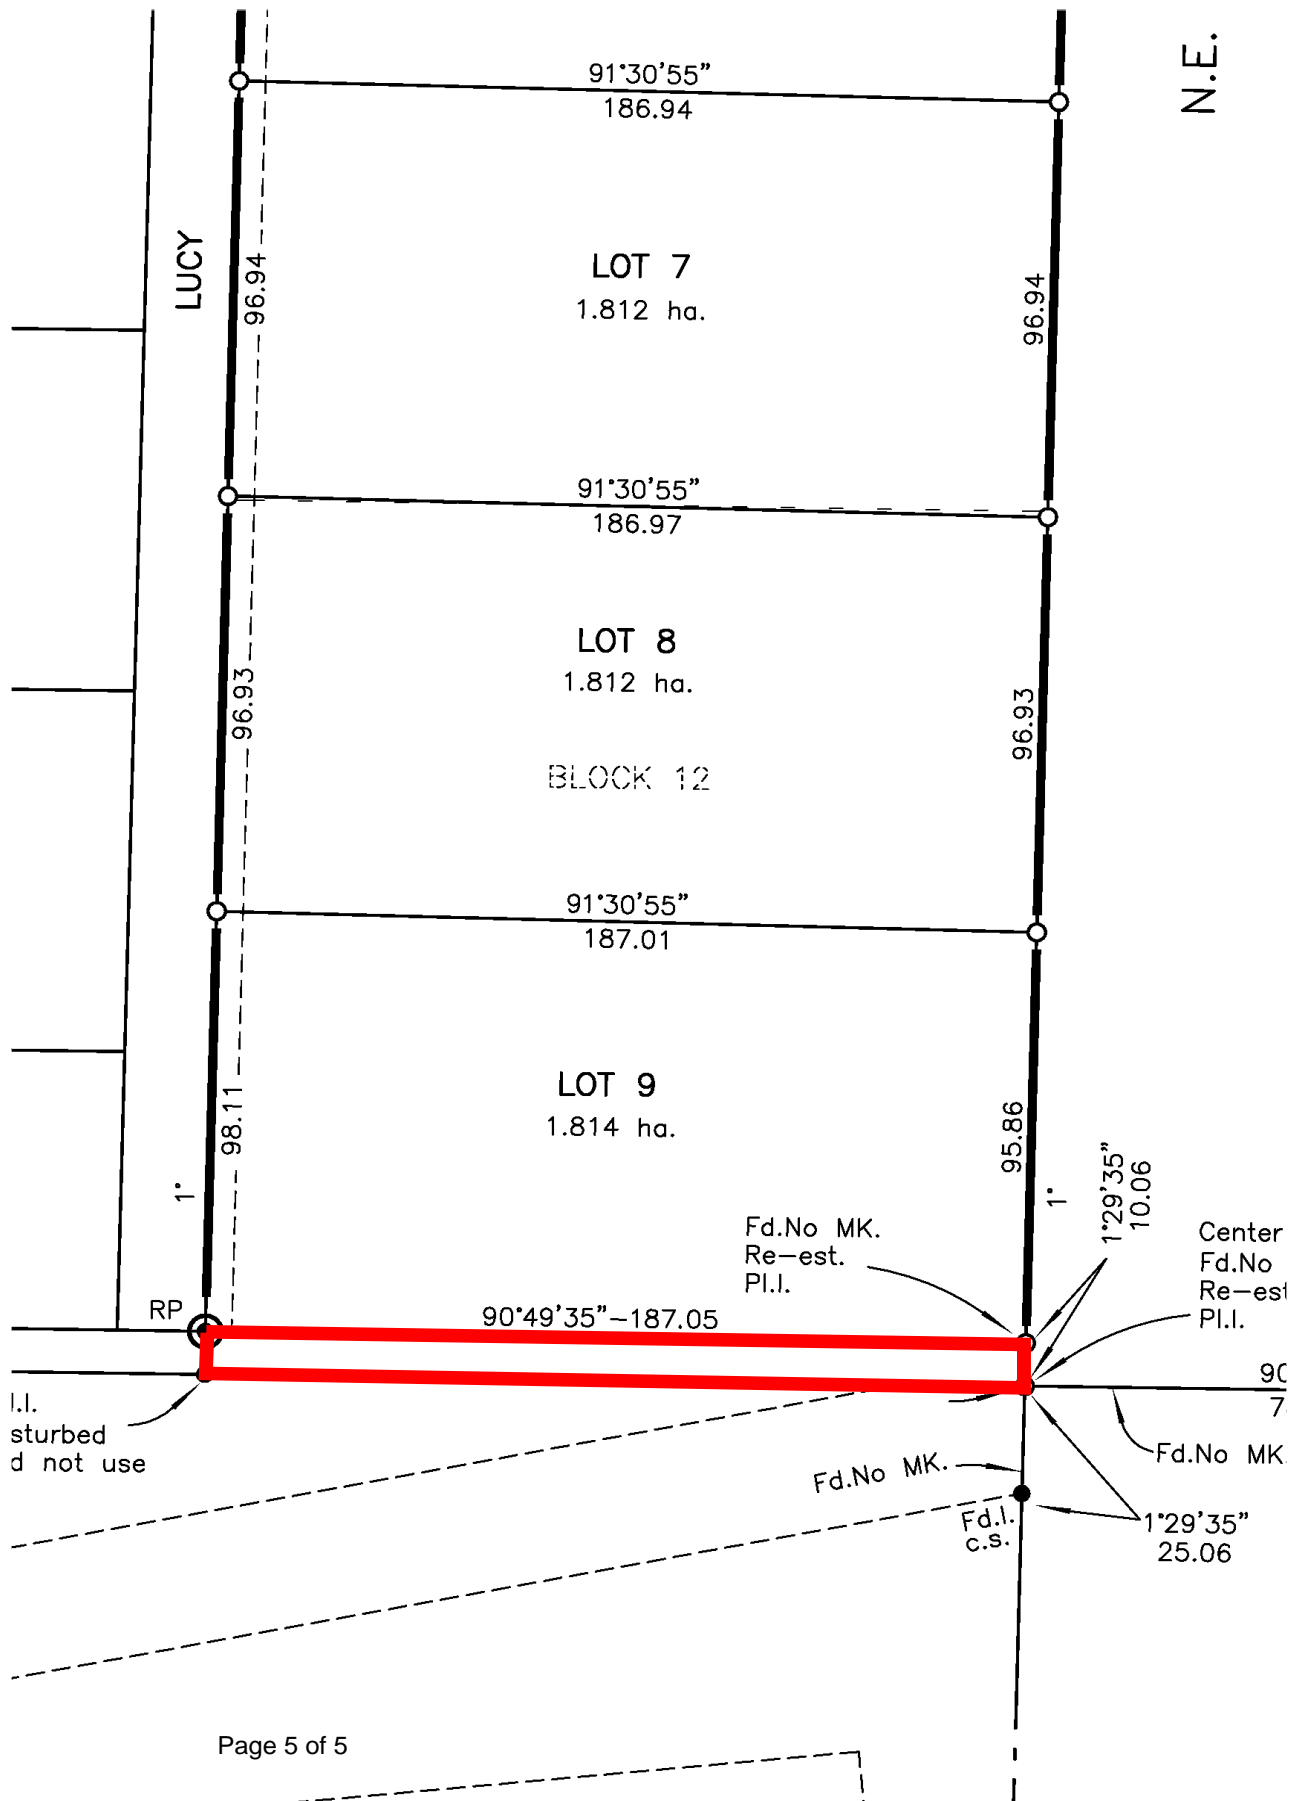 N.E.
91°30'55"
186.94
LUCY
96.94
LOT 7
1.812 ha.
96.94
91°30'55"
186.97
LOT 8
1.812 ha.
96.93
96.93
BLOCK 12
91°30'55"
187.01
LOT 9
1.814 ha.
98.11
95.86
1°
1°
1°29'35"
10.06
Fd.No MK.
Re-est.
Pl.I.
Center
Fd.No
Re-est
Pl.I.
RP
90°49'35"-187.05
90
7
I.I.
sturbed
d not use
Fd.No MK.
Fd.No MK.
Fd.I.
c.s.
1°29'35"
25.06
Page 5 of 5